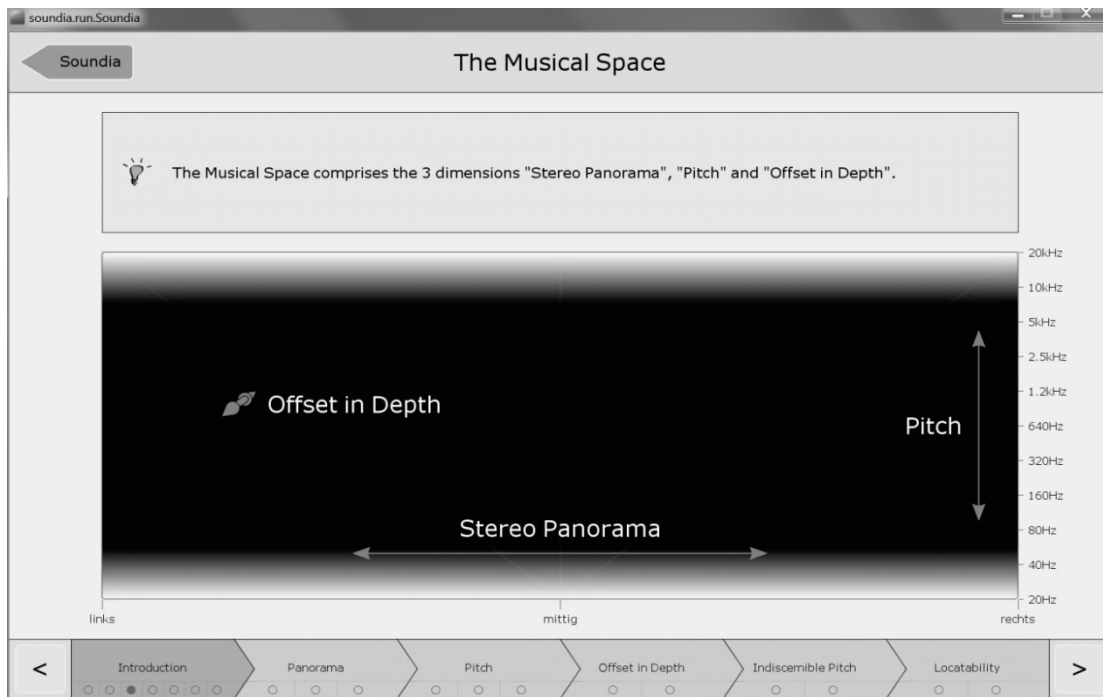 soundia.run.Soundia
Soundia
The Musical Space
The Musical Space comprises the 3 dimensions "Stereo Panorama", "Pitch" and "Offset in Depth".
20kHz
10kHz
5kHz
2.5kHz
1.2kHz
Offset in Depth
Pitch
640Hz
320Hz
160Hz
Stereo Panorama
80Hz
40Hz
20Hz
links mittig rechts
< Introduction Panorama Pitch Offset in Depth Indiscernible Pitch Locatability >